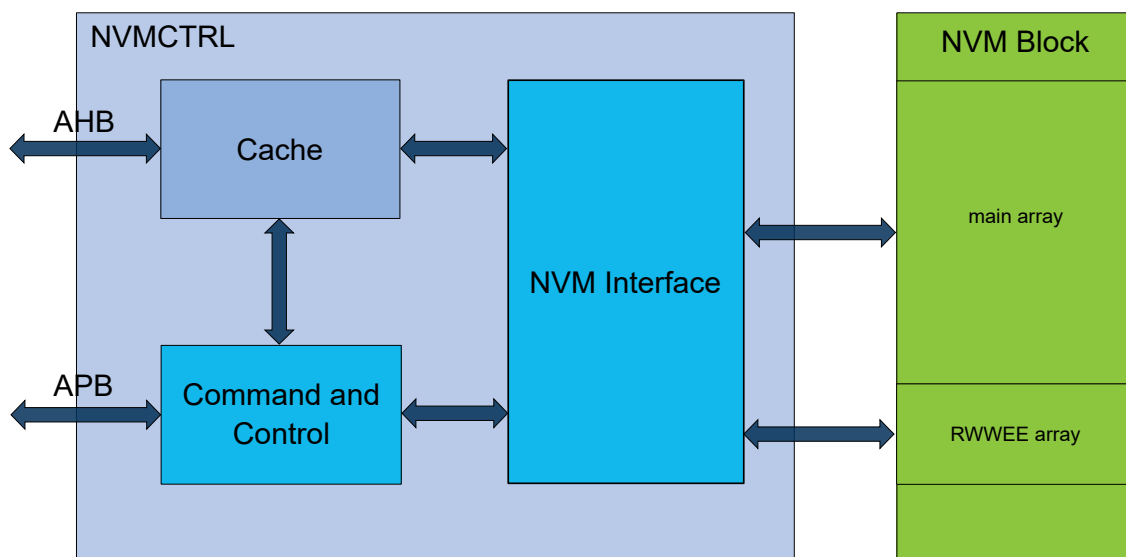 NVMCTRL
NVM Block
AHB
Cache
main array
NVM Interface
APB
Command and
Control
RWWEE array